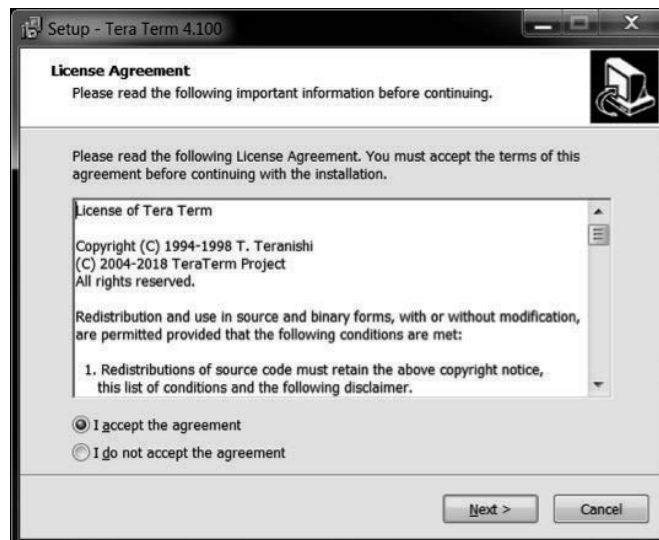 Setup - Tera Term 4.100
License Agreement
Please read the following important information before continuing.
Please read the following License Agreement. You must accept the terms of this
agreement before continuing with the installation.
License of Tera Term
Copyright (C) 1994-1998 T. Teranishi
(C) 2004-2018 TeraTerm Project
All rights reserved.
Redistribution and use in source and binary forms, with or without modification,
are permitted provided that the following conditions are met:
1. Redistributions of source code must retain the above copyright notice,
this list of conditions and the following disclaimer.
I accept the agreement
I do not accept the agreement
Next >
Cancel